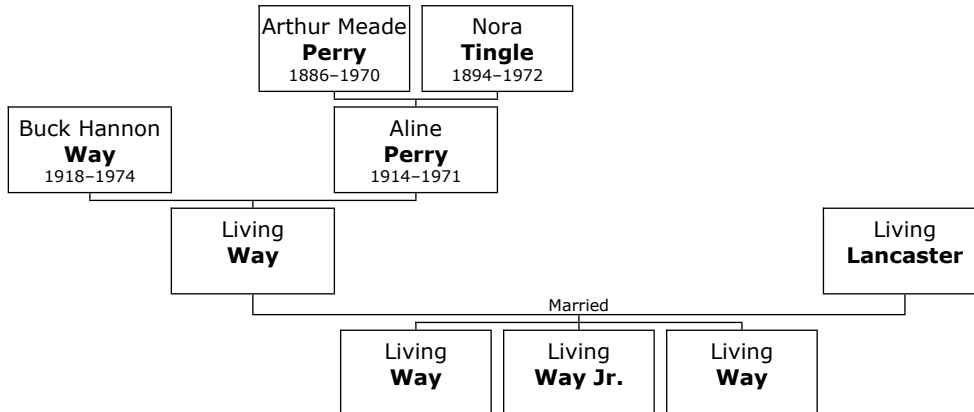 Arthur Meade
Perry
1886–1970
Nora
Tingle
1894–1972
Buck Hannon
Way
1918–1974
Aline
Perry
1914–1971
Living
Way
Living
Lancaster
Married
Living
Way
Living
Way Jr.
Living
Way